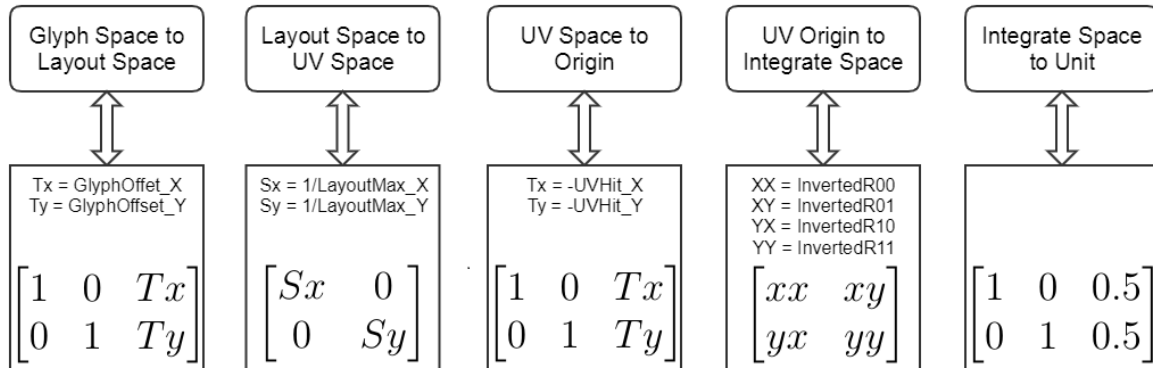 Glyph Space to
Layout Space
Layout Space to
UV Space
UV Space to
Origin
UV Origin to
Integrate Space
Integrate Space
to Unit
Tx = GlyphOffet_X
Ty = GlyphOffset_Y
1 0 Tx
0 1 Ty
Sx = 1/LayoutMax_X
Sy = 1/LayoutMax_Y
Sx 0
0 Sy
Tx = -UVHit_X
Ty = -UVHit_Y
1 0 Tx
0 1 Ty
XX = InvertedR00
XY = InvertedR01
YX = InvertedR10
YY = InvertedR11
xx xy
yx yy
1 0 0.5
0 1 0.5